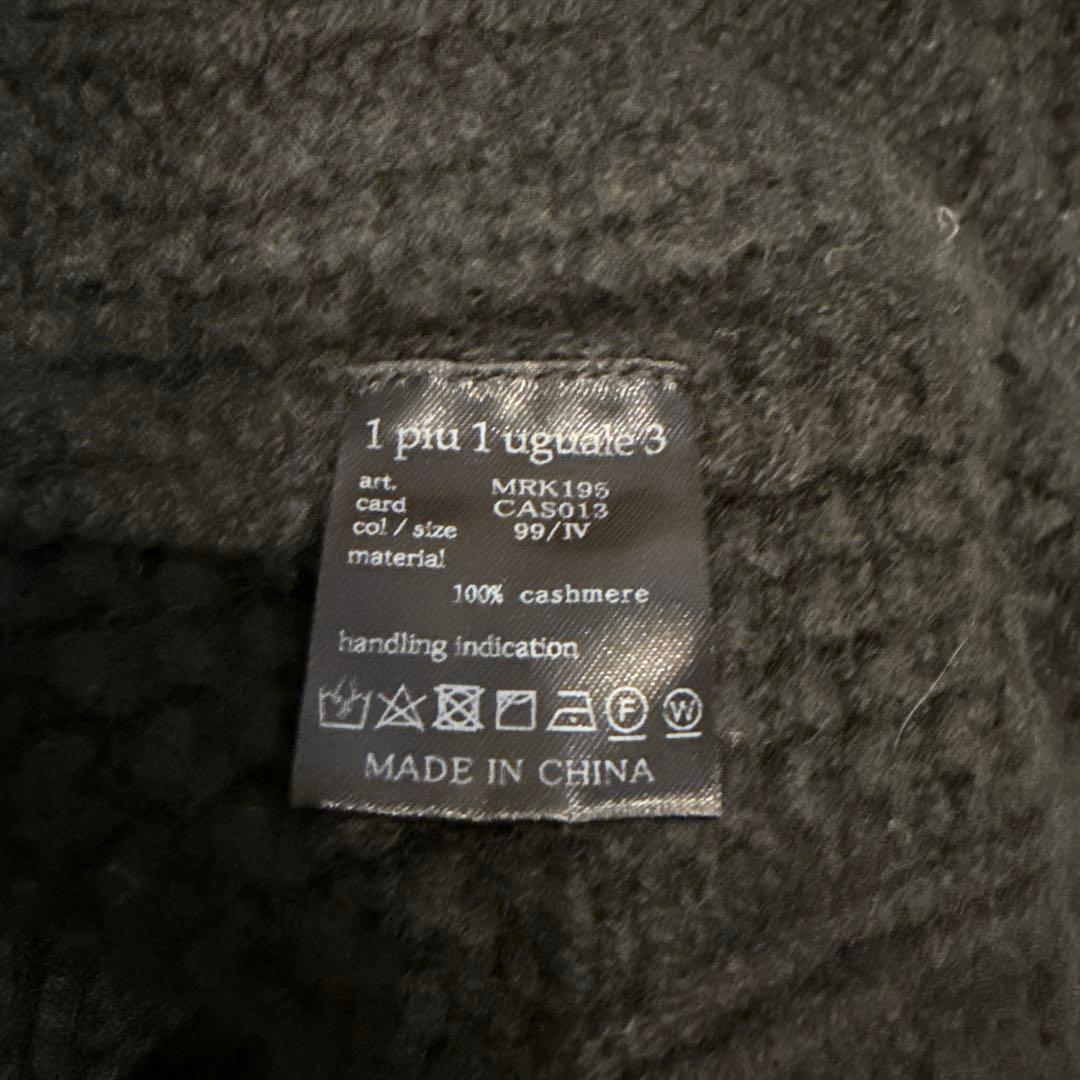 1 piu 1 uguale 3
art. MRK195
card CAS013
col / size 99/IV
material
100% cashmere
handling indication
F W
MADE IN CHINA